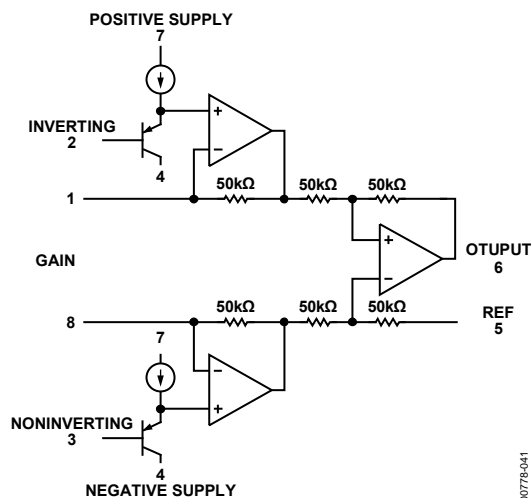 POSITIVE SUPPLY
7
INVERTING
2
4
+
−
1
50kΩ
50kΩ
50kΩ
+
−
OTUPUT
6
GAIN
8
50kΩ
50kΩ
50kΩ
REF
5
7
−
+
NONINVERTING
3
4
NEGATIVE SUPPLY
00778-041